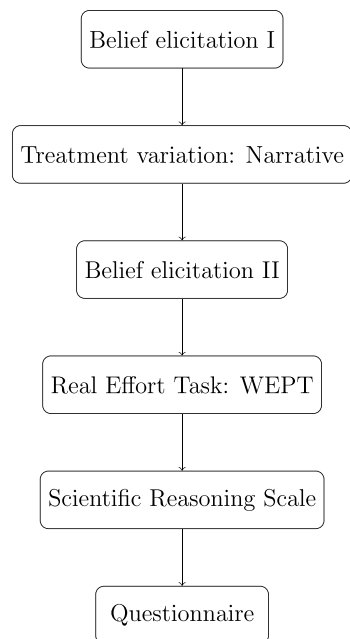 Belief elicitation I
Treatment variation: Narrative
Belief elicitation II
Real Effort Task: WEPT
Scientific Reasoning Scale
Questionnaire